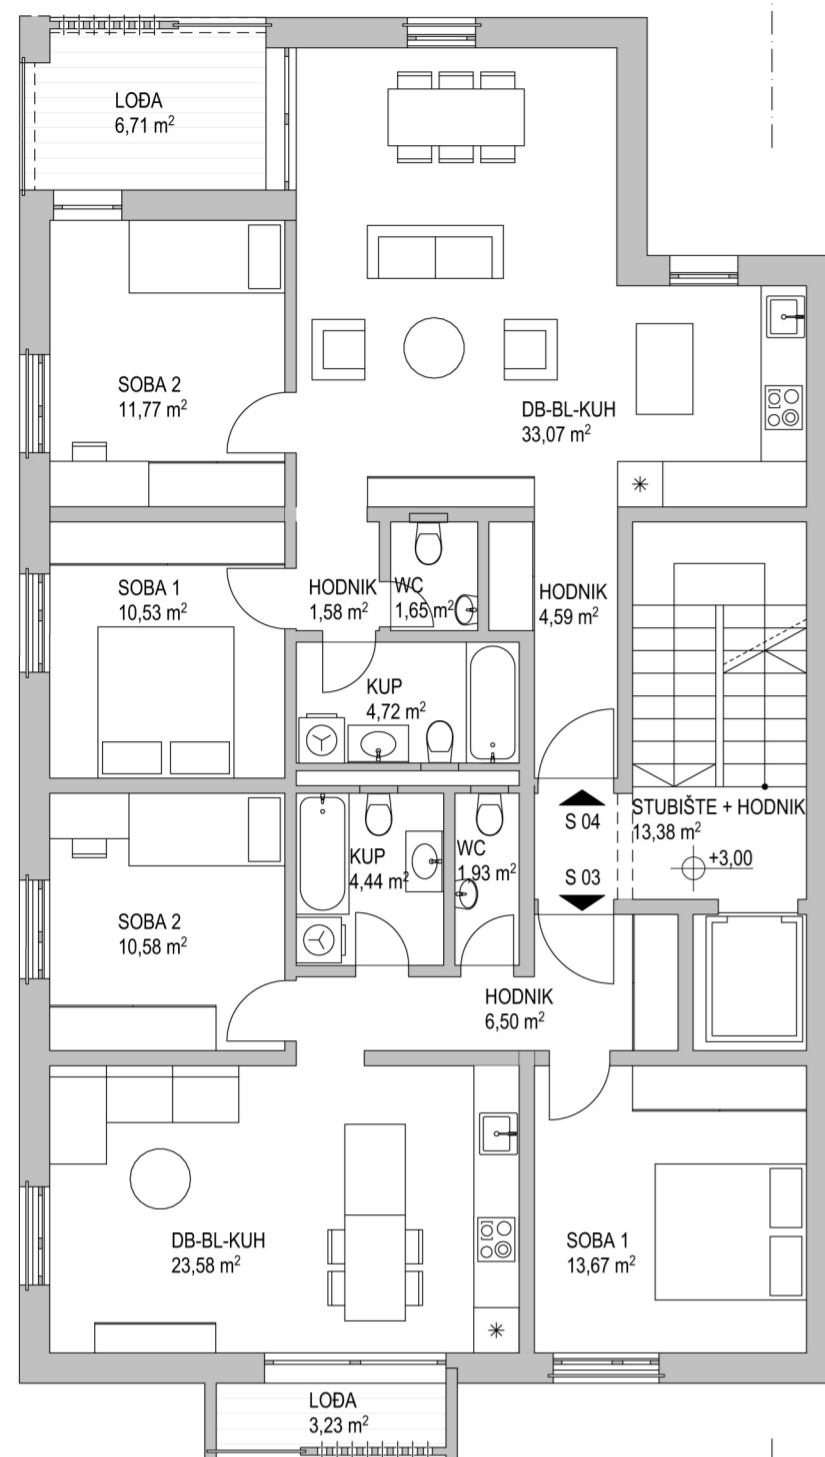 LOĐA
6,71 m²
SOBA 2
11,77 m²
DB-BL-KUH
33,07 m²
SOBA 1
10,53 m²
HODNIK
1,58 m²
WC
1,65 m²
HODNIK
4,59 m²
KUP
4,72 m²
S 04
STUBIŠTE + HODNIK
13,38 m²
+3,00
S 03
KUP
4,44 m²
WC
1,93 m²
SOBA 2
10,58 m²
HODNIK
6,50 m²
DB-BL-KUH
23,58 m²
SOBA 1
13,67 m²
LOĐA
3,23 m²